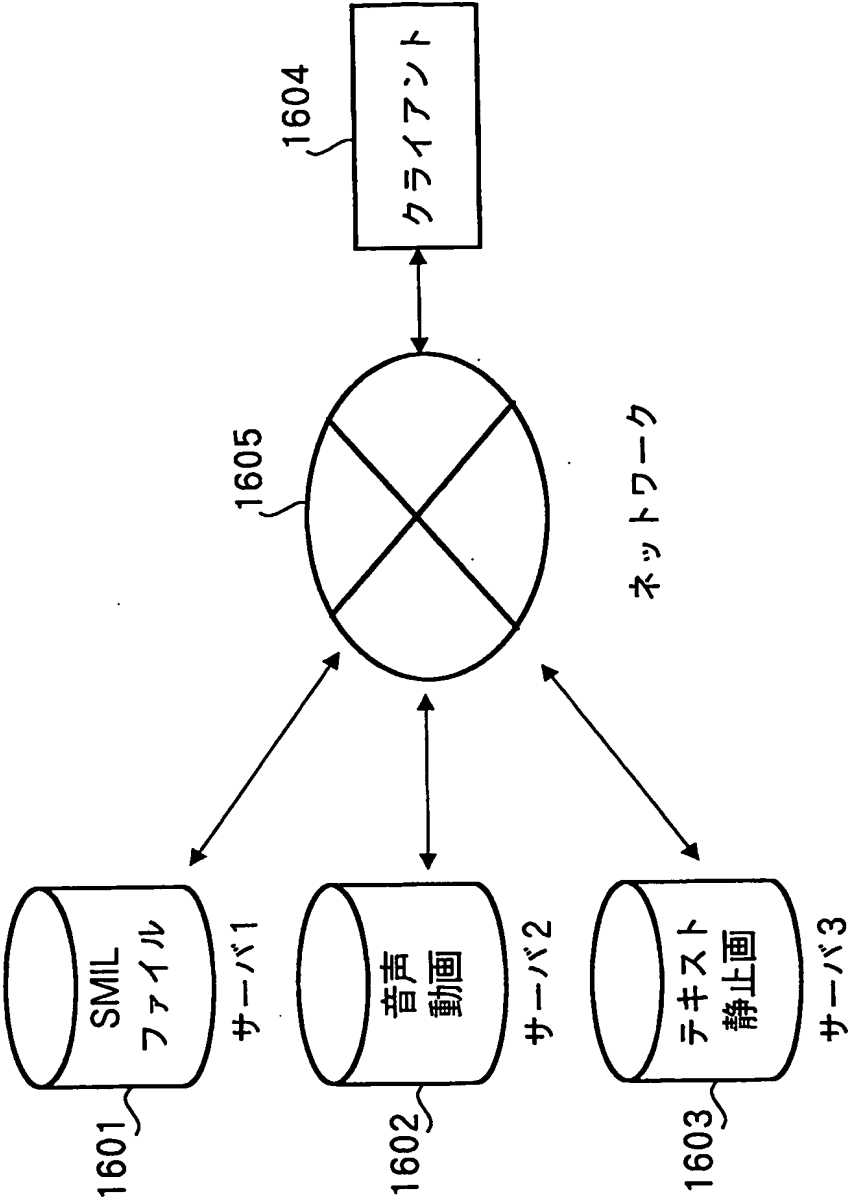 1601
SMIL
ファイル
サーバ1
1602
音声
動画
サーバ2
1603
テキスト
静止画
サーバ3
1605
ネットワーク
1604
クライアント